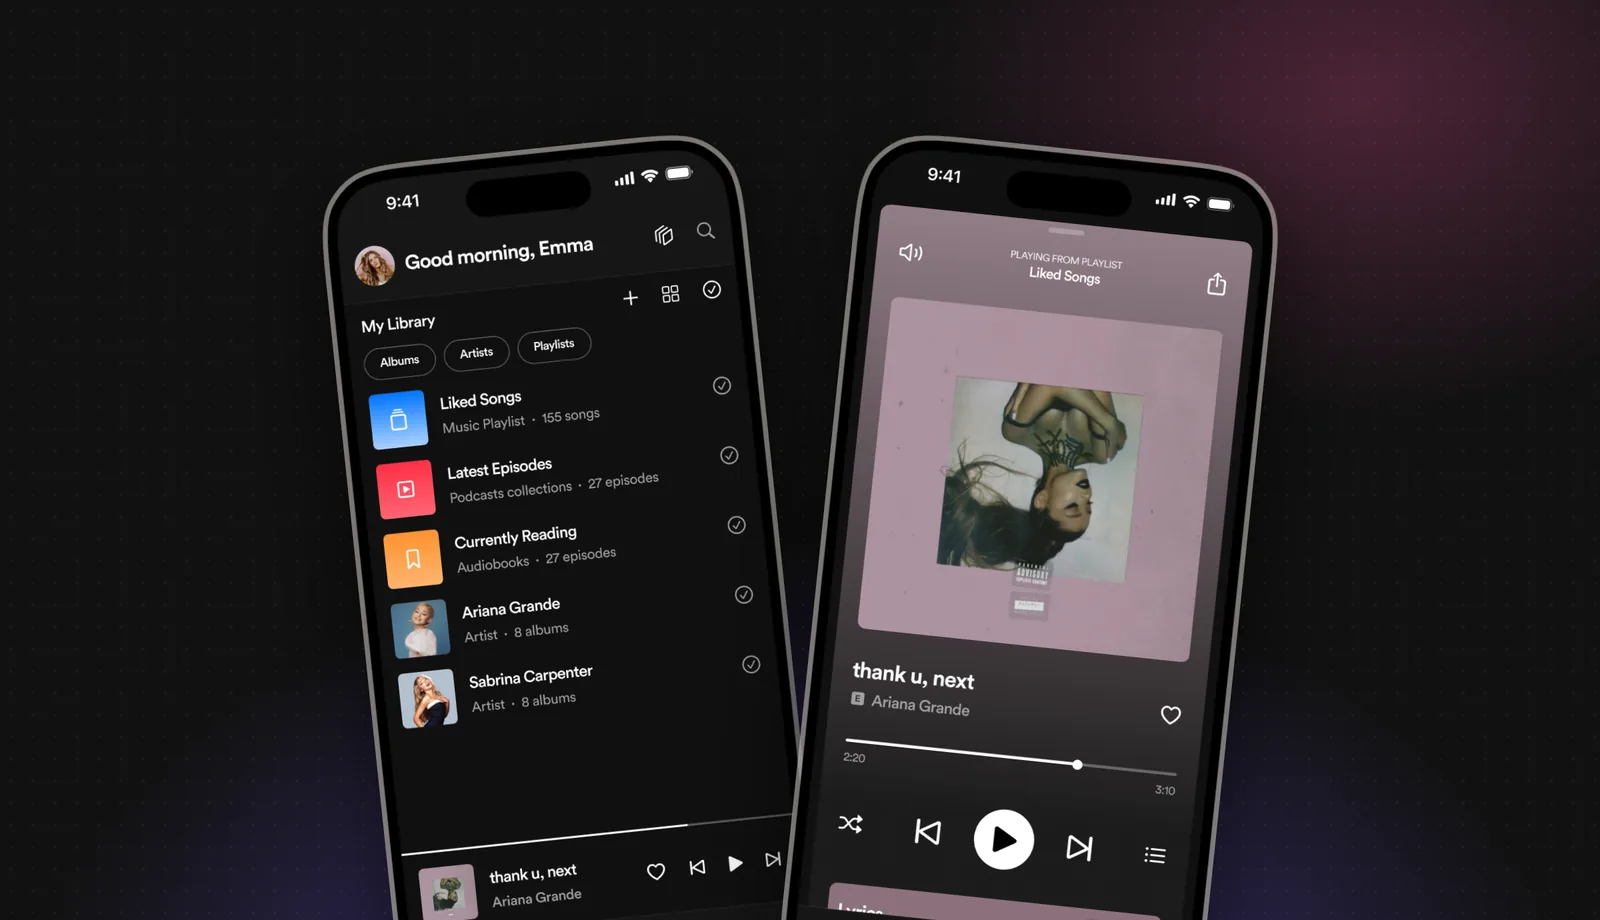 9:41
Good morning, Emma
My Library
Albums
Artists
Playlists
Liked Songs
Music Playlist · 155 songs
Latest Episodes
Podcasts collections · 27 episodes
Currently Reading
Audiobooks · 27 episodes
Ariana Grande
Artist · 8 albums
Sabrina Carpenter
Artist · 8 albums
thank u, next
Ariana Grande
9:41
PLAYING FROM PLAYLIST
Liked Songs
ADVISORY
thank u, next
E Ariana Grande
2:20
3:10
Lyrics